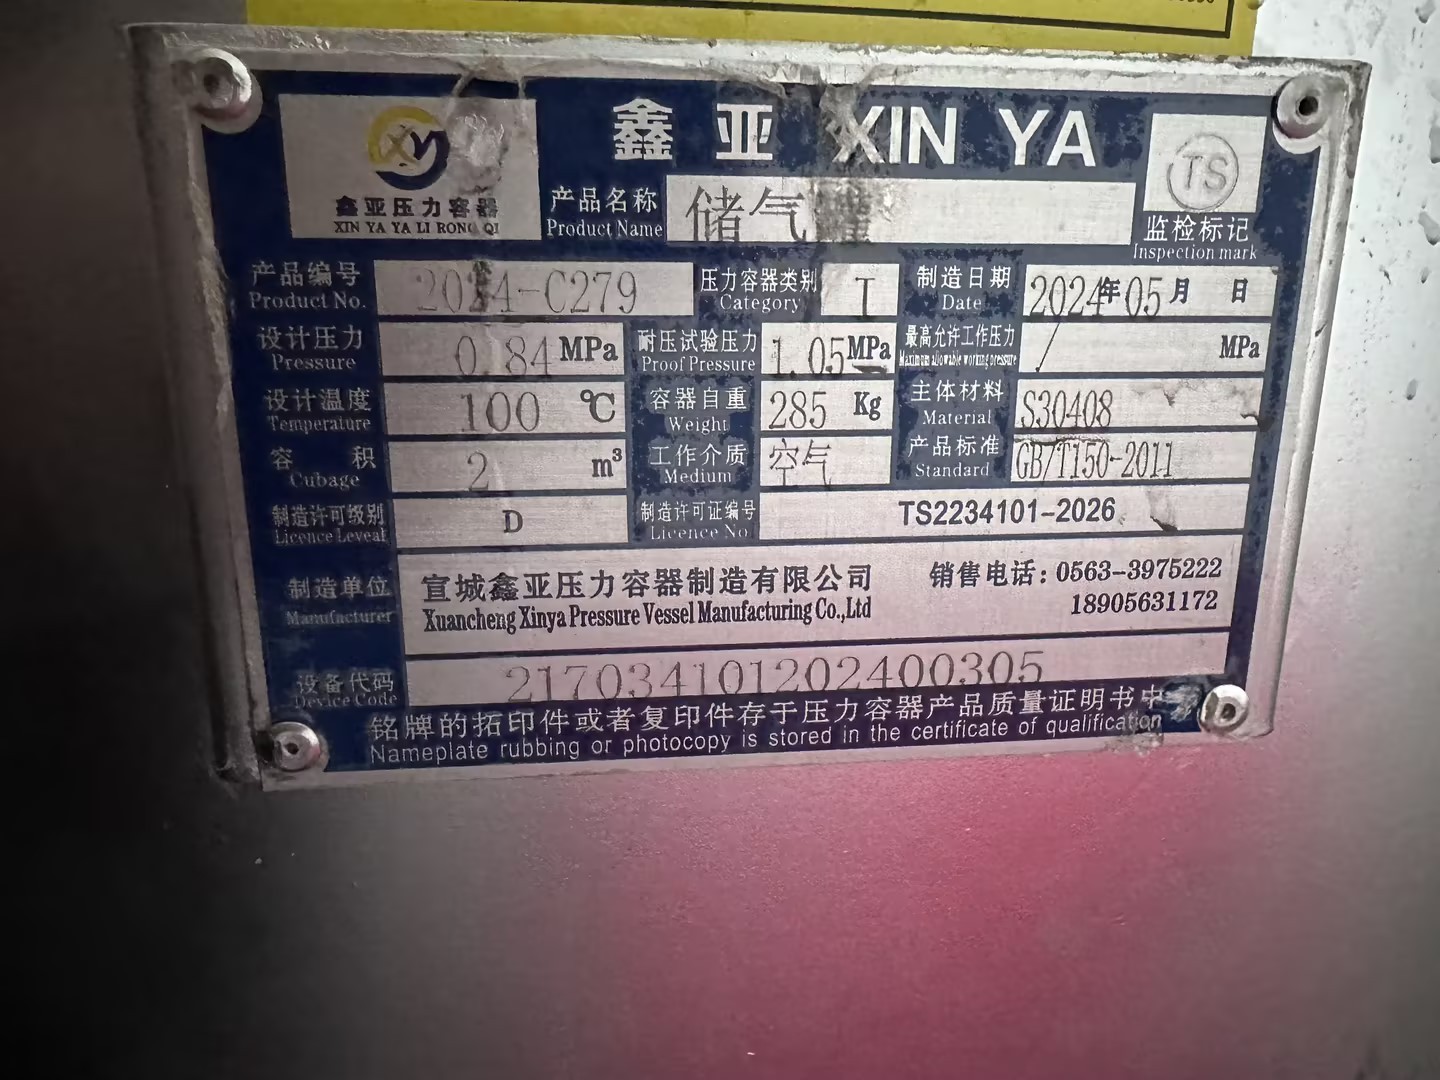 鑫亚 XIN YA
XY
鑫亚压力容器
XIN YA YA LI RONG QI
TS
监检标记
Inspection mark
产品名称 储气罐
Product Name
产品编号 2024-C279 压力容器类别 I 制造日期 2024年05月 日
Product No. Category Date
设计压力 0.84 MPa 耐压试验压力 1.05 MPa 最高允许工作压力 / MPa
Pressure Proof Pressure Maximum allowable working pressure
设计温度 100 ℃ 容器自重 285 Kg 主体材料 S30408
Temperature Weight Material
容积 2 m³ 工作介质 空气 产品标准 GB/T150-2011
Cubage Medium Standard
制造许可级别 D 制造许可证编号 TS2234101-2026
Licence Leveal Licence No
制造单位 宣城鑫亚压力容器制造有限公司 销售电话: 0563-3975222
Manufacturer Xuancheng Xinya Pressure Vessel Manufacturing Co.,Ltd 18905631172
设备代码 217034101202400305
Device Code
铭牌的拓印件或者复印件存于压力容器产品质量证明书中
Nameplate rubbing or photocopy is stored in the certificate of qualification